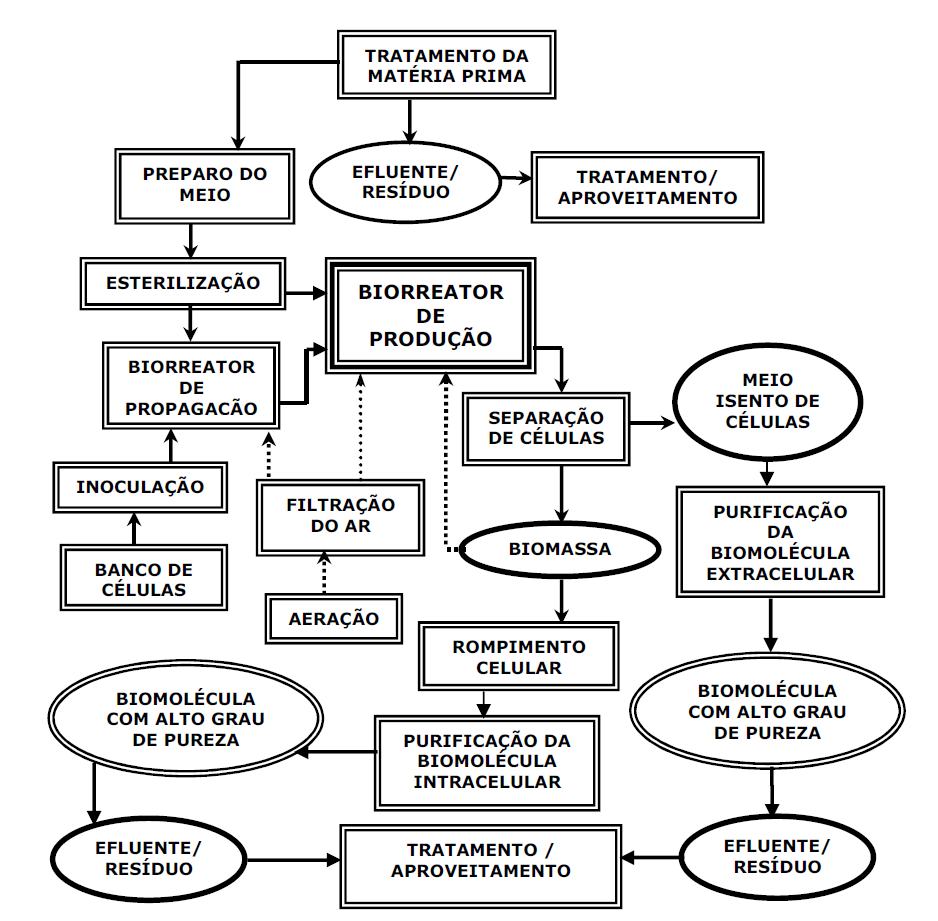 TRATAMENTO DA
MATÉRIA PRIMA
PREPARO DO
MEIO
EFLUENTE/
RESÍDUO
TRATAMENTO/
APROVEITAMENTO
ESTERILIZAÇÃO
BIORREATOR
DE
PRODUÇÃO
BIORREATOR
DE
PROPAGACÃO
SEPARAÇÃO
DE CÉLULAS
MEIO
ISENTO DE
CÉLULAS
INOCULAÇÃO
FILTRAÇÃO
DO AR
PURIFICAÇÃO
DA
BIOMOLÉCULA
EXTRACELULAR
BANCO DE
CÉLULAS
BIOMASSA
AERAÇÃO
ROMPIMENTO
CELULAR
BIOMOLÉCULA
COM ALTO GRAU
DE PUREZA
BIOMOLÉCULA
COM ALTO GRAU
DE PUREZA
PURIFICAÇÃO DA
BIOMOLÉCULA
INTRACELULAR
EFLUENTE/
RESÍDUO
TRATAMENTO /
APROVEITAMENTO
EFLUENTE/
RESÍDUO